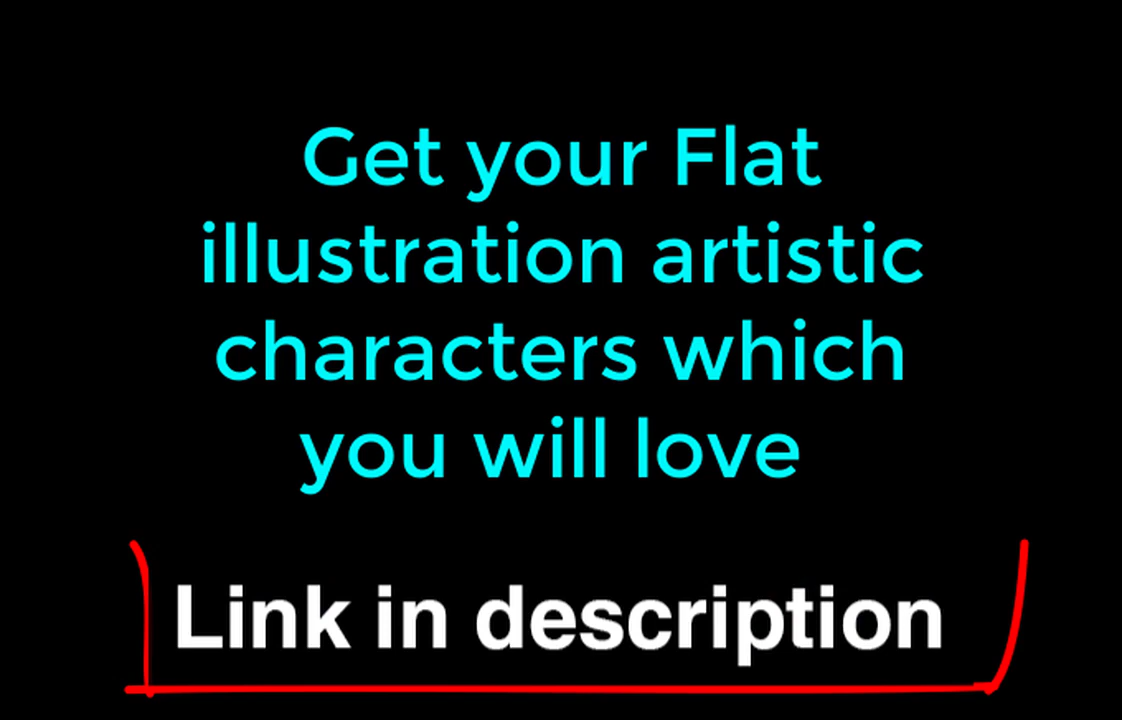 Get your Flat
illustration artistic
characters which
you will love
Link in description